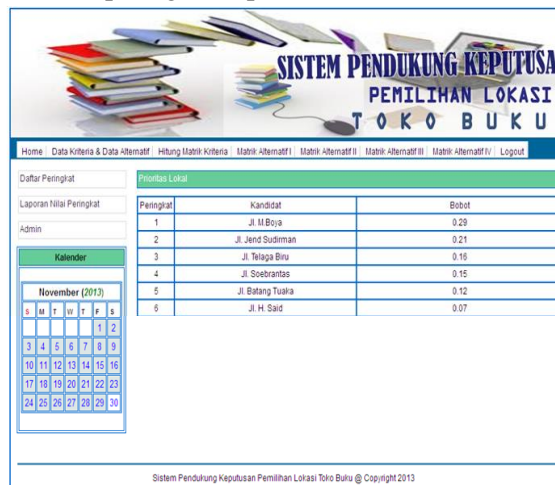 SISTEM PENDUKUNG KEPUTUSA
PEMILIHAN LOKASI
TOKO BUKU
Home Data Kriteria & Data Alternatif Hitung Matrik Kriteria Matrik Alternatif I Matrik Alternatif II Matrik Alternatif III Matrik Alternatif IV Logout
Daftar Peringkat
Laporan Nilai Peringkat
Admin
Kalender
November (2013)
S M T W T F S
1 2
3 4 5 6 7 8 9
10 11 12 13 14 15 16
17 18 19 20 21 22 23
24 25 26 27 28 29 30
Prioritas Lokal
Peringkat Kandidat Bobot
1 Jl. M.Boya 0.29
2 Jl. Jend Sudirman 0.21
3 Jl. Telaga Biru 0.16
4 Jl. Soebrantas 0.15
5 Jl. Batang Tuaka 0.12
6 Jl. H. Said 0.07
Sistem Pendukung Keputusan Pemilihan Lokasi Toko Buku @ Copyright 2013